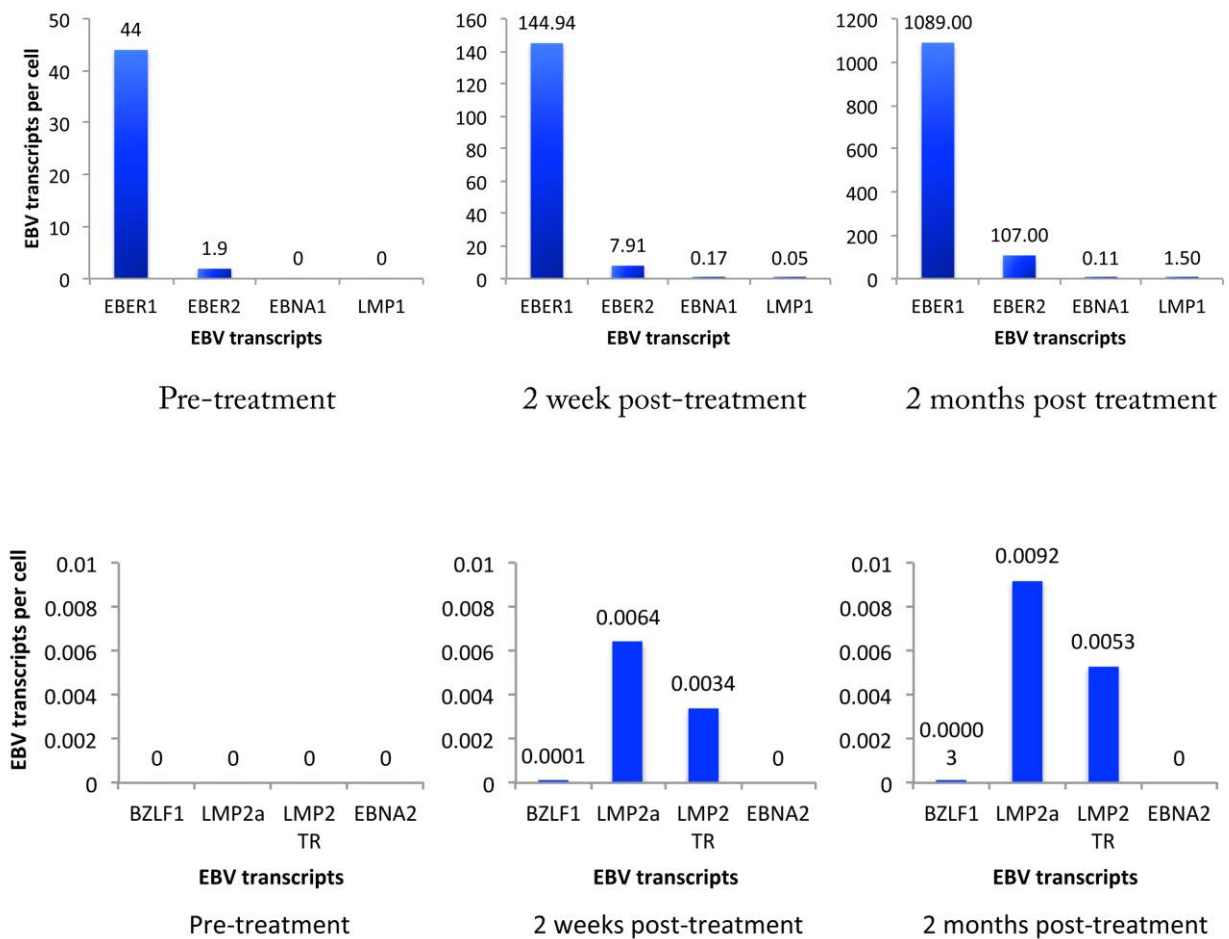 EBV transcripts per cell
50
40
30
20
10
0
44
1.9
0
0
EBER1 EBER2 EBNA1 LMP1
EBV transcripts
Pre-treatment
160
140
120
100
80
60
40
20
0
144.94
7.91
0.17
0.05
EBER1 EBER2 EBNA1 LMP1
EBV transcript
2 week post-treatment
1200
1000
800
600
400
200
0
1089.00
107.00
0.11
1.50
EBER1 EBER2 EBNA1 LMP1
EBV transcripts
2 months post treatment
EBV transcripts per cell
0.01
0.008
0.006
0.004
0.002
0
0
0
0
0
BZLF1 LMP2a LMP2 EBNA2
TR
EBV transcripts
Pre-treatment
0.01
0.008
0.006
0.004
0.002
0
0.0001
0.0064
0.0034
0
BZLF1 LMP2a LMP2 EBNA2
TR
EBV transcripts
2 weeks post-treatment
0.01
0.008
0.006
0.004
0.002
0
0.0000
3
0.0092
0.0053
0
BZLF1 LMP2a LMP2 EBNA2
TR
EBV transcripts
2 months post-treatment